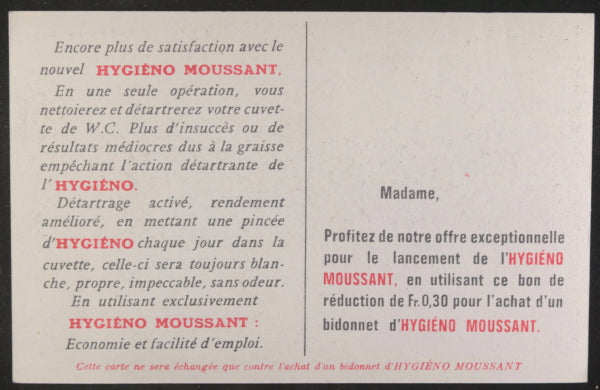 Encore plus de satisfaction avec le
nouvel HYGIÉNO MOUSSANT,
En une seule opération, vous
nettoierez et détartrerez votre cuvet-
te de W.C. Plus d'insuccès ou de
résultats médiocres dus à la graisse
empêchant l'action détartrante de
l'HYGIÉNO.
Détartrage activé, rendement
amélioré, en mettant une pincée
d'HYGIÉNO chaque jour dans la
cuvette, celle-ci sera toujours blan-
che, propre, impeccable, sans odeur.
En utilisant exclusivement
HYGIÉNO MOUSSANT :
Economie et facilité d'emploi.
Madame,
Profitez de notre offre exceptionnelle
pour le lancement de l'HYGIÉNO
MOUSSANT, en utilisant ce bon de
réduction de Fr. 0,30 pour l'achat d'un
bidonnet d'HYGIÉNO MOUSSANT.
Cette carte ne sera échangée que contre l'achat d'un bidonnet d'HYGIÉNO MOUSSANT